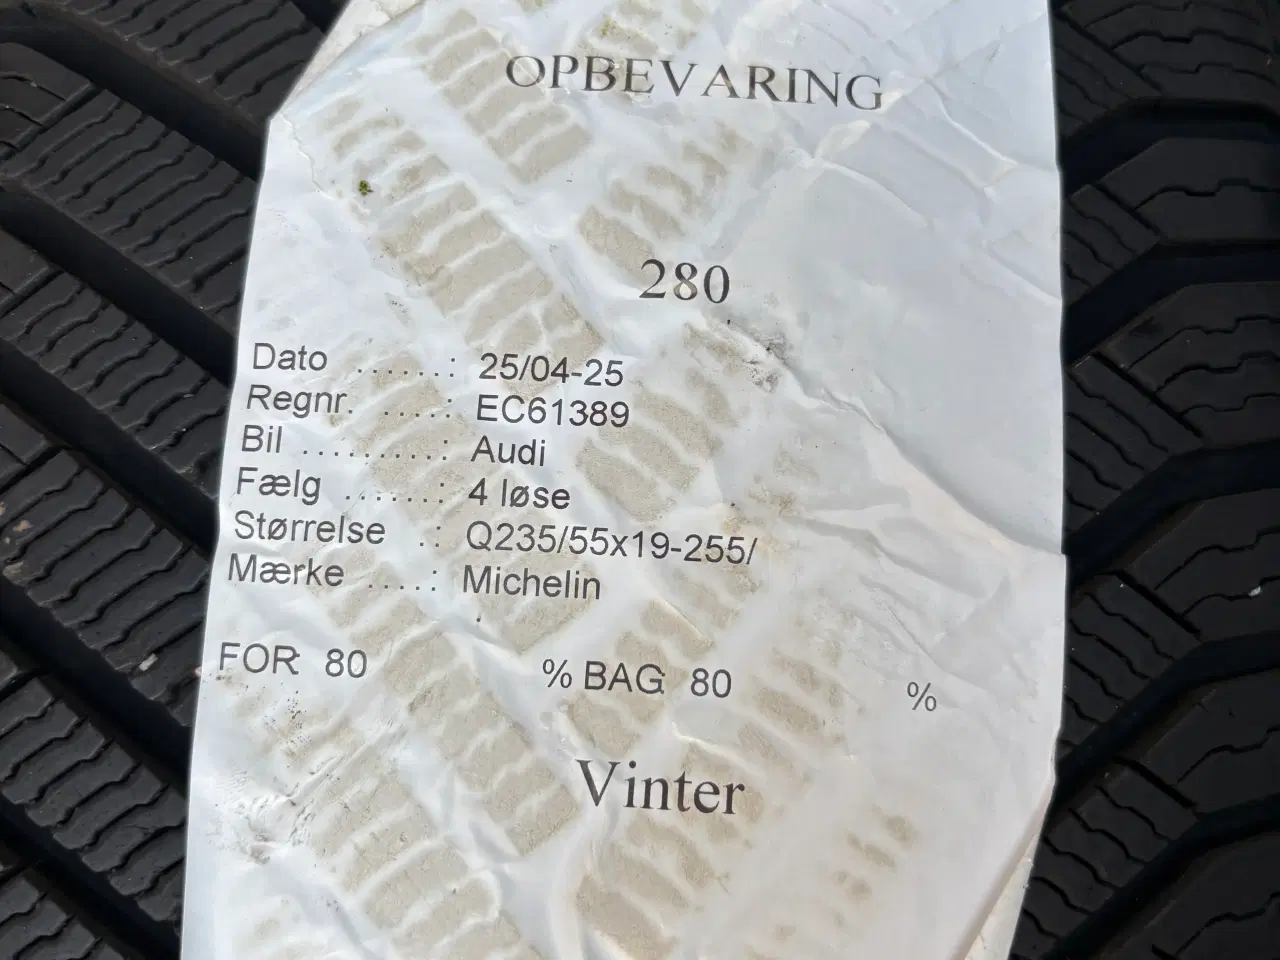 OPBEVARING
280
Dato .......: 25/04-25
Regnr. .....: EC61389
Bil ..........: Audi
Fælg ......: 4 løse
Størrelse .: Q235/55x19-255/
Mærke .....: Michelin
FOR 80 % BAG 80 %
Vinter